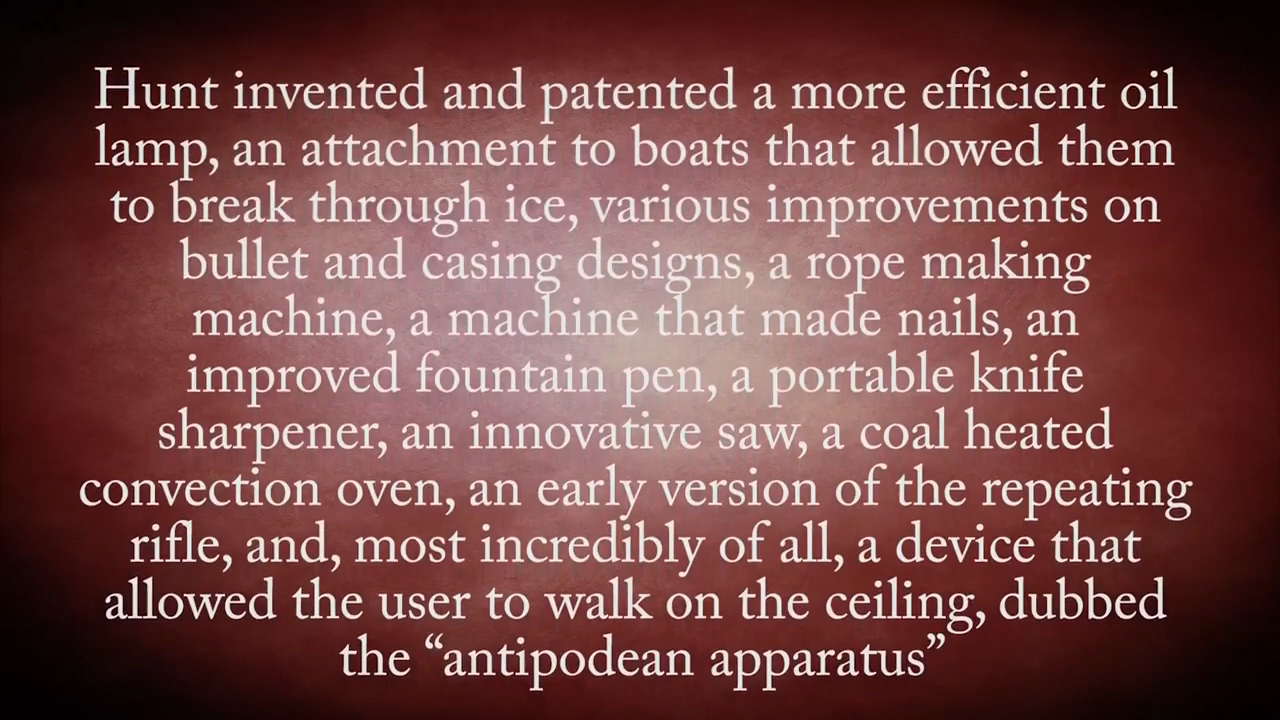 Hunt invented and patented a more efficient oil
lamp, an attachment to boats that allowed them
to break through ice, various improvements on
bullet and casing designs, a rope making
machine, a machine that made nails, an
improved fountain pen, a portable knife
sharpener, an innovative saw, a coal heated
convection oven, an early version of the repeating
rifle, and, most incredibly of all, a device that
allowed the user to walk on the ceiling, dubbed
the “antipodean apparatus”